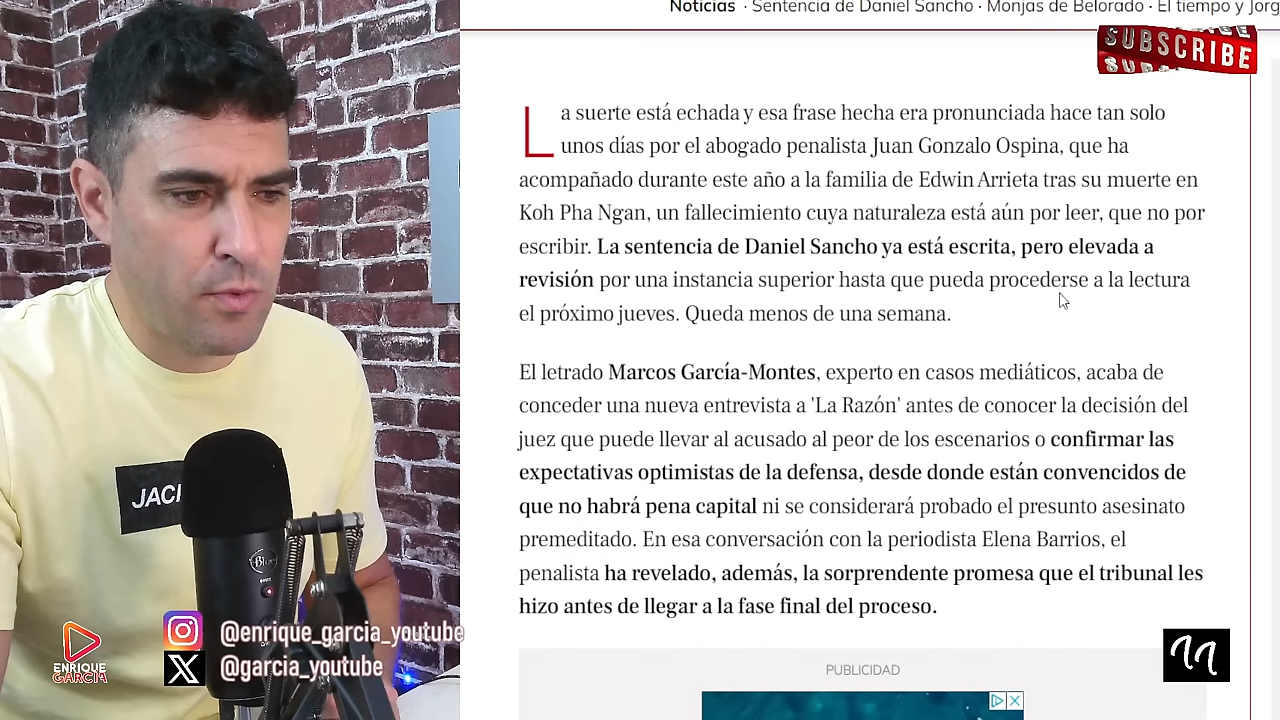 Noticias · Sentencia de Daniel Sancho · Monjas de Belorado · El tiempo y Jorg
SUBSCRIBE
La suerte está echada y esa frase hecha era pronunciada hace tan solo
unos días por el abogado penalista Juan Gonzalo Ospina, que ha
acompañado durante este año a la familia de Edwin Arrieta tras su muerte en
Koh Pha Ngan, un fallecimiento cuya naturaleza está aún por leer, que no por
escribir. La sentencia de Daniel Sancho ya está escrita, pero elevada a
revisión por una instancia superior hasta que pueda procederse a la lectura
el próximo jueves. Queda menos de una semana.
El letrado Marcos García-Montes, experto en casos mediáticos, acaba de
conceder una nueva entrevista a 'La Razón' antes de conocer la decisión del
juez que puede llevar al acusado al peor de los escenarios o confirmar las
expectativas optimistas de la defensa, desde donde están convencidos de
que no habrá pena capital ni se considerará probado el presunto asesinato
premeditado. En esa conversación con la periodista Elena Barrios, el
penalista ha revelado, además, la sorprendente promesa que el tribunal les
hizo antes de llegar a la fase final del proceso.
PUBLICIDAD
JACK
Blue
@enrique_garcia_youtube
@garcia_youtube
ENRIQUE
GARCIA